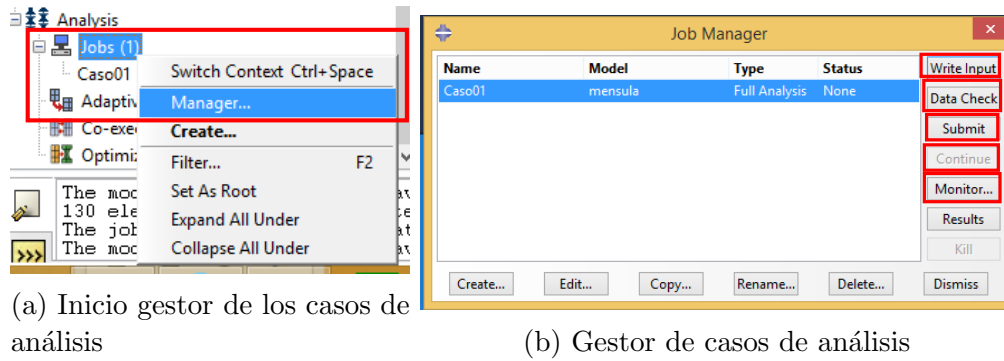 Analysis
Jobs (1)
Caso01
Adaptiv
Co-exe
Optimiz
Switch Context Ctrl+Space
Manager...
Create...
Filter... F2
Set As Root
Expand All Under
Collapse All Under
The moc
130 ele
The job
The moc
(a) Inicio gestor de los casos de
análisis
Job Manager
Name Model Type Status
Caso01 mensula Full Analysis None
Write Input
Data Check
Submit
Continue
Monitor...
Results
Kill
Create... Edit... Copy... Rename... Delete... Dismiss
(b) Gestor de casos de análisis